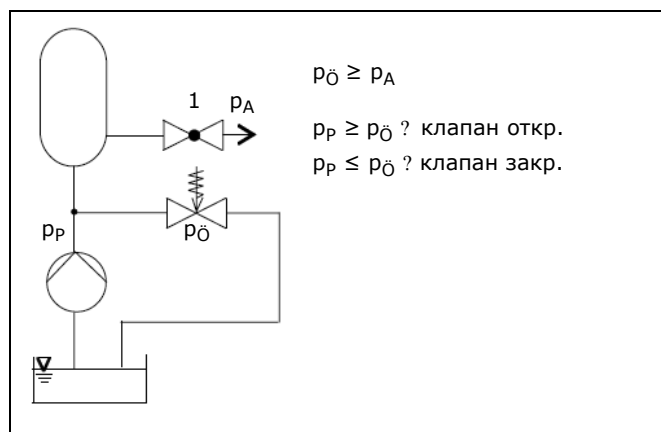 p_Ö ≥ p_A
1 p_A
p_P ≥ p_Ö ? клапан откр.
p_P ≤ p_Ö ? клапан закр.
p_P
p_Ö